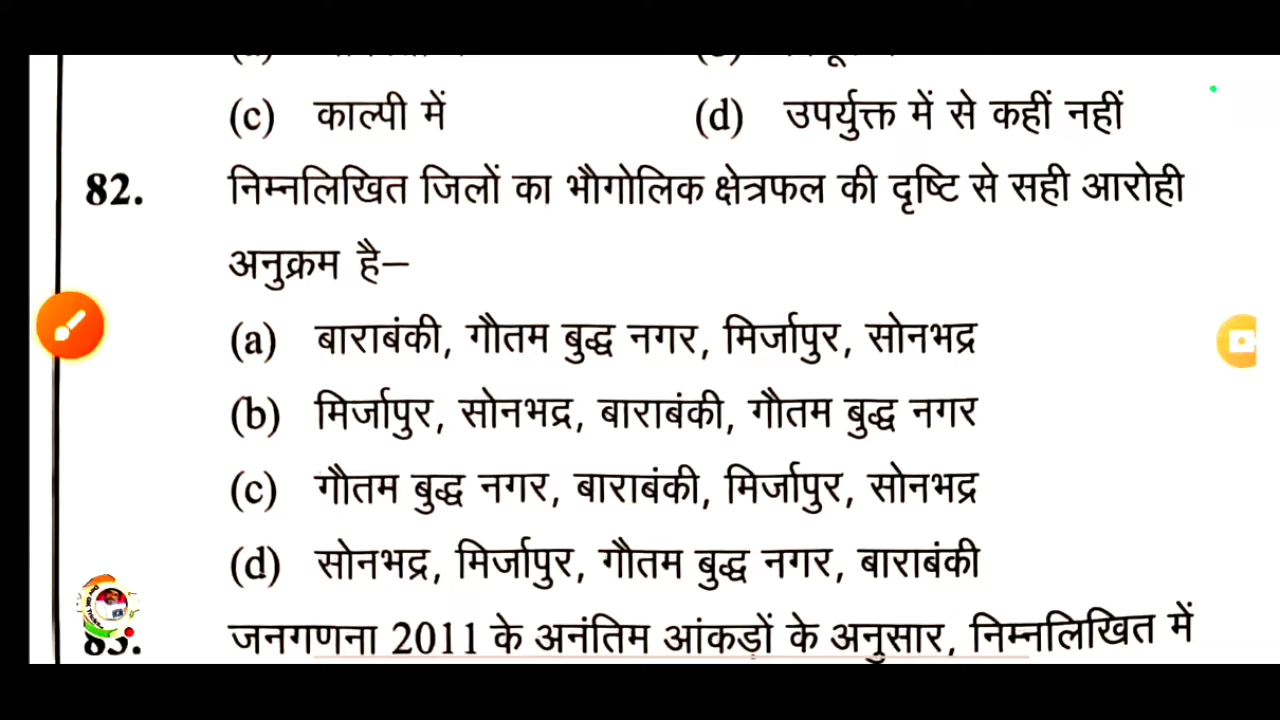 (c) काल्पी में (d) उपर्युक्त में से कहीं नहीं
82. निम्नलिखित जिलों का भौगोलिक क्षेत्रफल की दृष्टि से सही आरोही
अनुक्रम है–
(a) बाराबंकी, गौतम बुद्ध नगर, मिर्जापुर, सोनभद्र
(b) मिर्जापुर, सोनभद्र, बाराबंकी, गौतम बुद्ध नगर
(c) गौतम बुद्ध नगर, बाराबंकी, मिर्जापुर, सोनभद्र
(d) सोनभद्र, मिर्जापुर, गौतम बुद्ध नगर, बाराबंकी
83. जनगणना 2011 के अनंतिम आंकड़ों के अनुसार, निम्नलिखित में